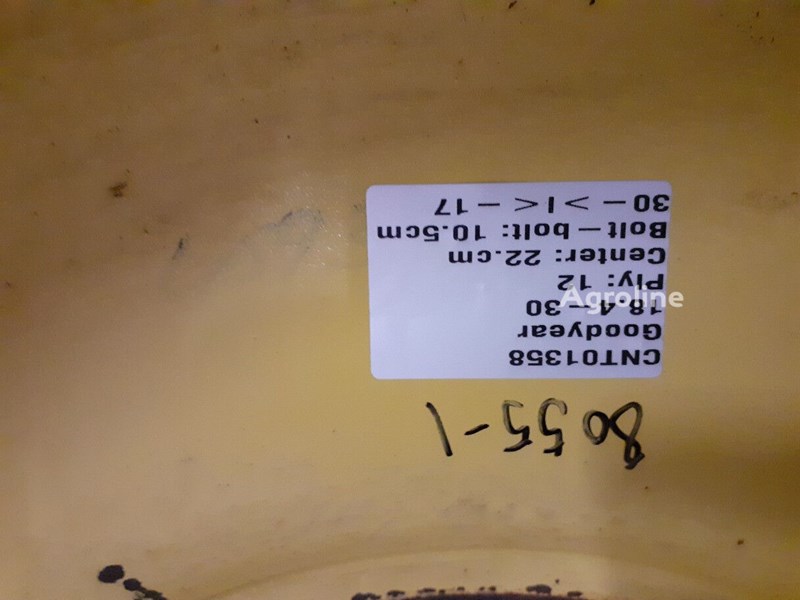 8055-1
CNT01358
Goodyear
18.4-30
Ply: 12
Center: 22.cm
Bolt-bolt: 10.5cm
30->I<-17
Agroline